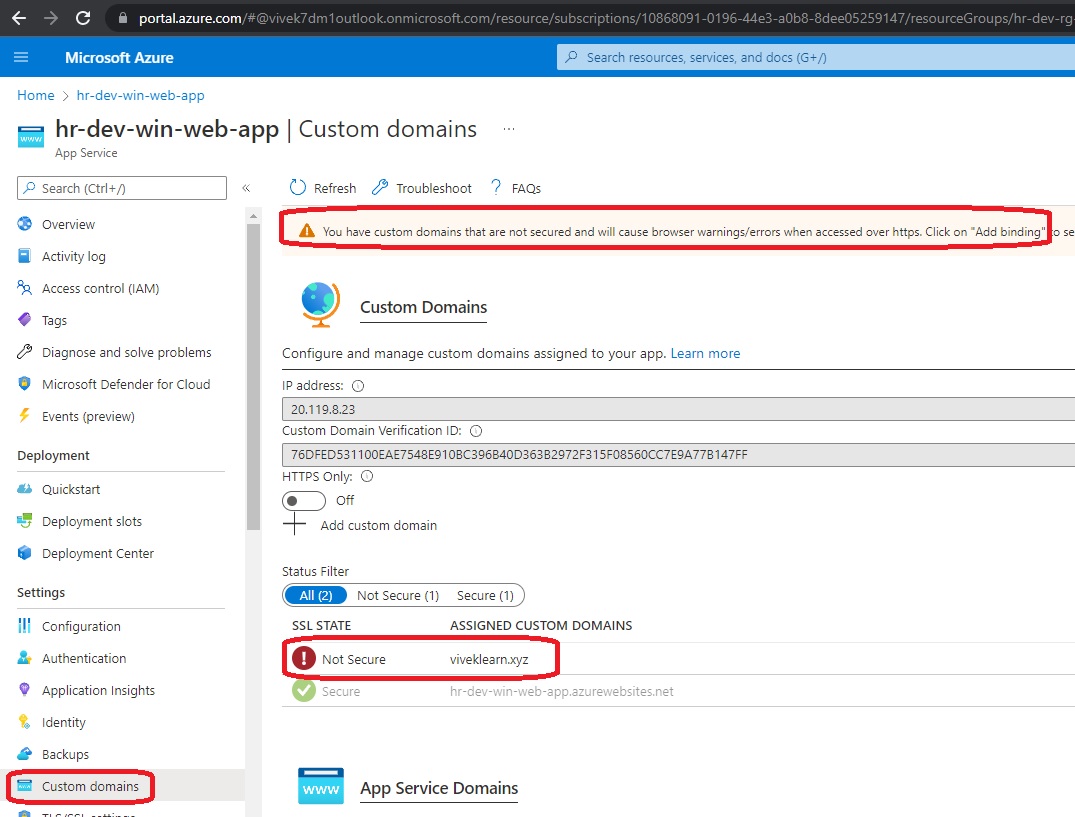 portal.azure.com/#@vivek7dm1outlook.onmicrosoft.com/resource/subscriptions/10868091-0196-44e3-a0b8-8dee05259147/resourceGroups/hr-dev-rg
Microsoft Azure
Search resources, services, and docs (G+/)
Home > hr-dev-win-web-app
hr-dev-win-web-app | Custom domains ...
App Service
Search (Ctrl+/) «
Overview
Activity log
Access control (IAM)
Tags
Diagnose and solve problems
Microsoft Defender for Cloud
Events (preview)
Deployment
Quickstart
Deployment slots
Deployment Center
Settings
Configuration
Authentication
Application Insights
Identity
Backups
Custom domains
TLS/SSL settings
Refresh Troubleshoot ? FAQs
You have custom domains that are not secured and will cause browser warnings/errors when accessed over https. Click on "Add binding" to se
Custom Domains
Configure and manage custom domains assigned to your app. Learn more
IP address:
20.119.8.23
Custom Domain Verification ID:
76DFED531100EAE7548E910BC396B40D363B2972F315F08560CC7E9A77B147FF
HTTPS Only:
Off
Add custom domain
Status Filter
All (2) Not Secure (1) Secure (1)
SSL STATE ASSIGNED CUSTOM DOMAINS
Not Secure viveklearn.xyz
Secure hr-dev-win-web-app.azurewebsites.net
www App Service Domains